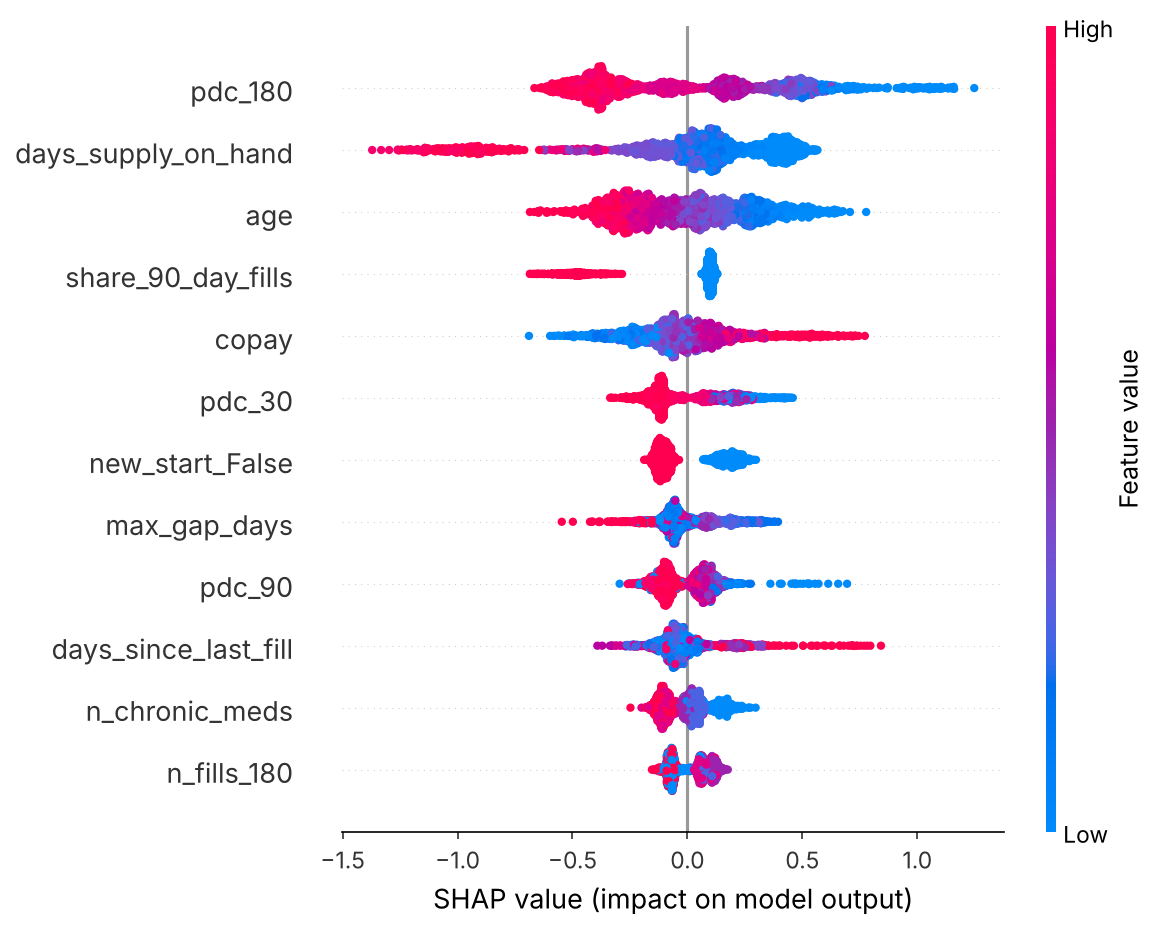 High
pdc_180
days_supply_on_hand
age
share_90_day_fills
copay
pdc_30
new_start_False
max_gap_days
pdc_90
days_since_last_fill
n_chronic_meds
n_fills_180
Feature value
Low
−1.5 −1.0 −0.5 0.0 0.5 1.0
SHAP value (impact on model output)